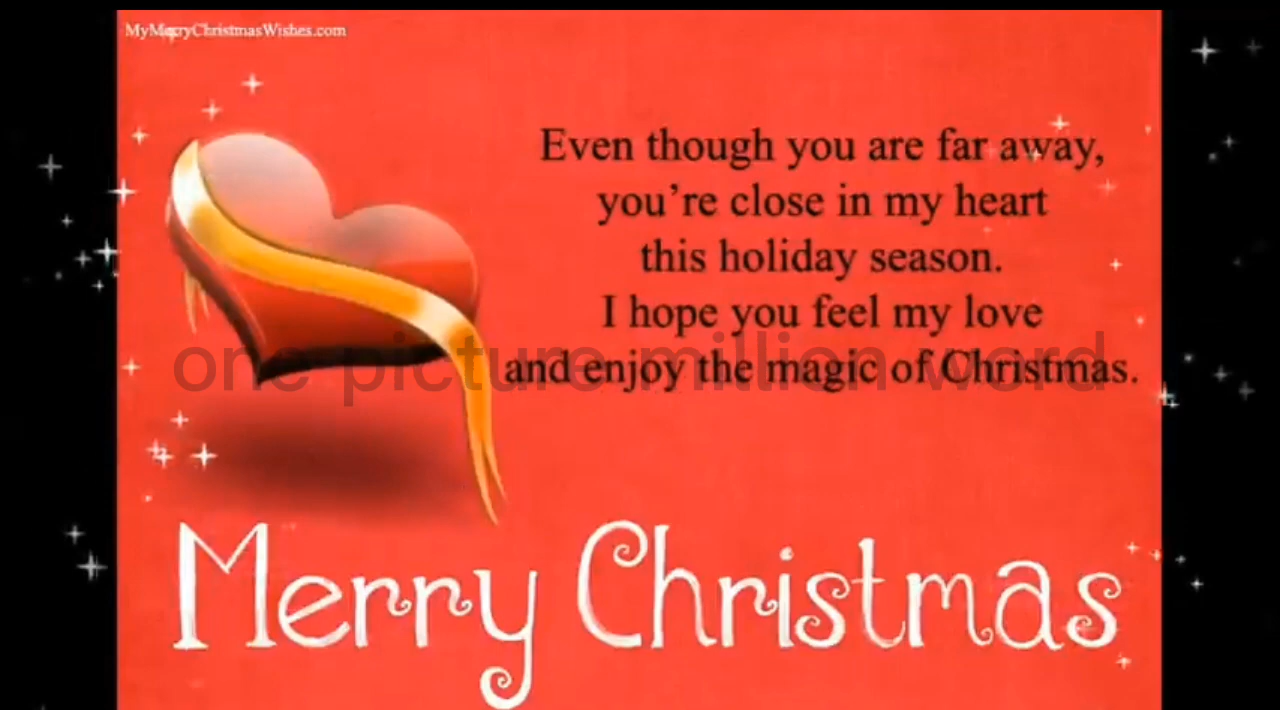 MyMerryChristmasWishes.com
Even though you are far away,
you’re close in my heart
this holiday season.
I hope you feel my love
and enjoy the magic of Christmas.
one picture million word
Merry Christmas